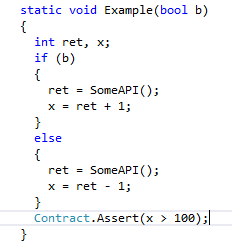 static void Example(bool b)
{
  int ret, x;
  if (b)
  {
    ret = SomeAPI();
    x = ret + 1;
  }
  else
  {
    ret = SomeAPI();
    x = ret - 1;
  }
  Contract.Assert(x > 100);
}